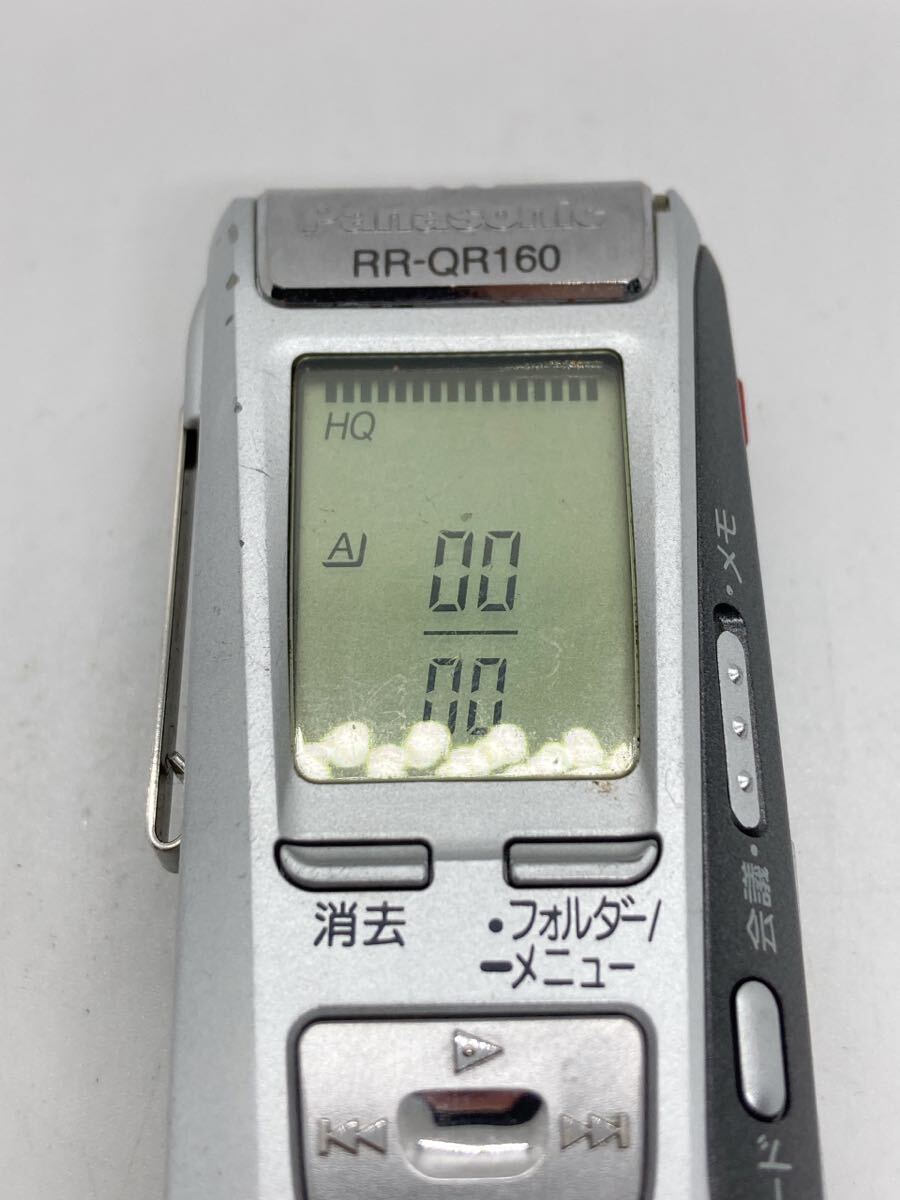 Panasonic
RR-QR160
HQ
A 00
00
消去
・フォルダー/
ーメニュー
・メモ
会議・